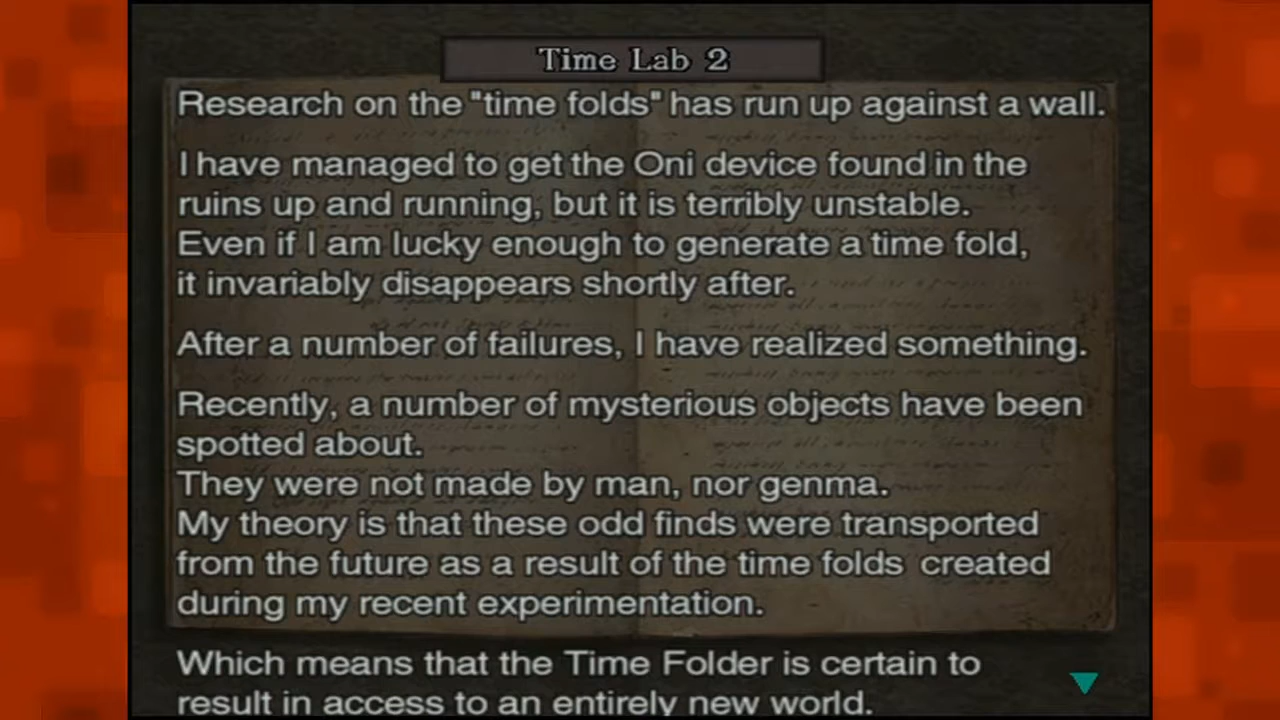 Time Lab 2
Research on the "time folds" has run up against a wall.
I have managed to get the Oni device found in the
ruins up and running, but it is terribly unstable.
Even if I am lucky enough to generate a time fold,
it invariably disappears shortly after.
After a number of failures, I have realized something.
Recently, a number of mysterious objects have been
spotted about.
They were not made by man, nor genma.
My theory is that these odd finds were transported
from the future as a result of the time folds created
during my recent experimentation.
Which means that the Time Folder is certain to
result in access to an entirely new world.